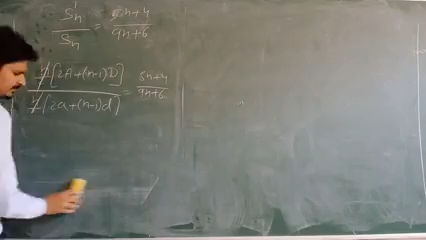 S'n / Sn = 5n+4 / 9n+6
n/2 [2A+(n-1)D] / n/2 [2a+(n-1)d] = 5n+4 / 9n+6